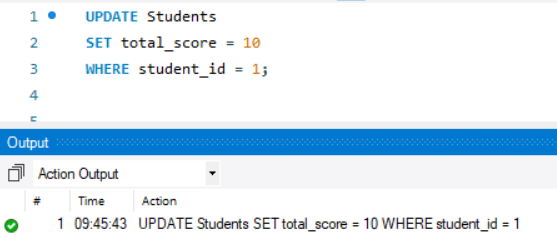 1 UPDATE Students
2 SET total_score = 10
3 WHERE student_id = 1;
4
5
Output
Action Output
# Time Action
1 09:45:43 UPDATE Students SET total_score = 10 WHERE student_id = 1